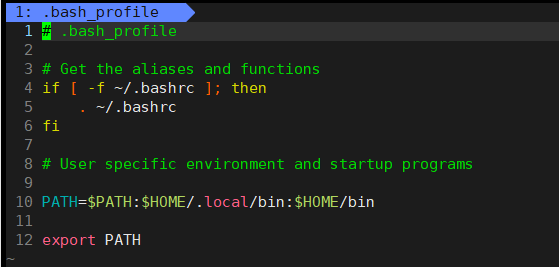 1: .bash_profile
1 # .bash_profile
2
3 # Get the aliases and functions
4 if [ -f ~/.bashrc ]; then
5     . ~/.bashrc
6 fi
7
8 # User specific environment and startup programs
9
10 PATH=$PATH:$HOME/.local/bin:$HOME/bin
11
12 export PATH
~